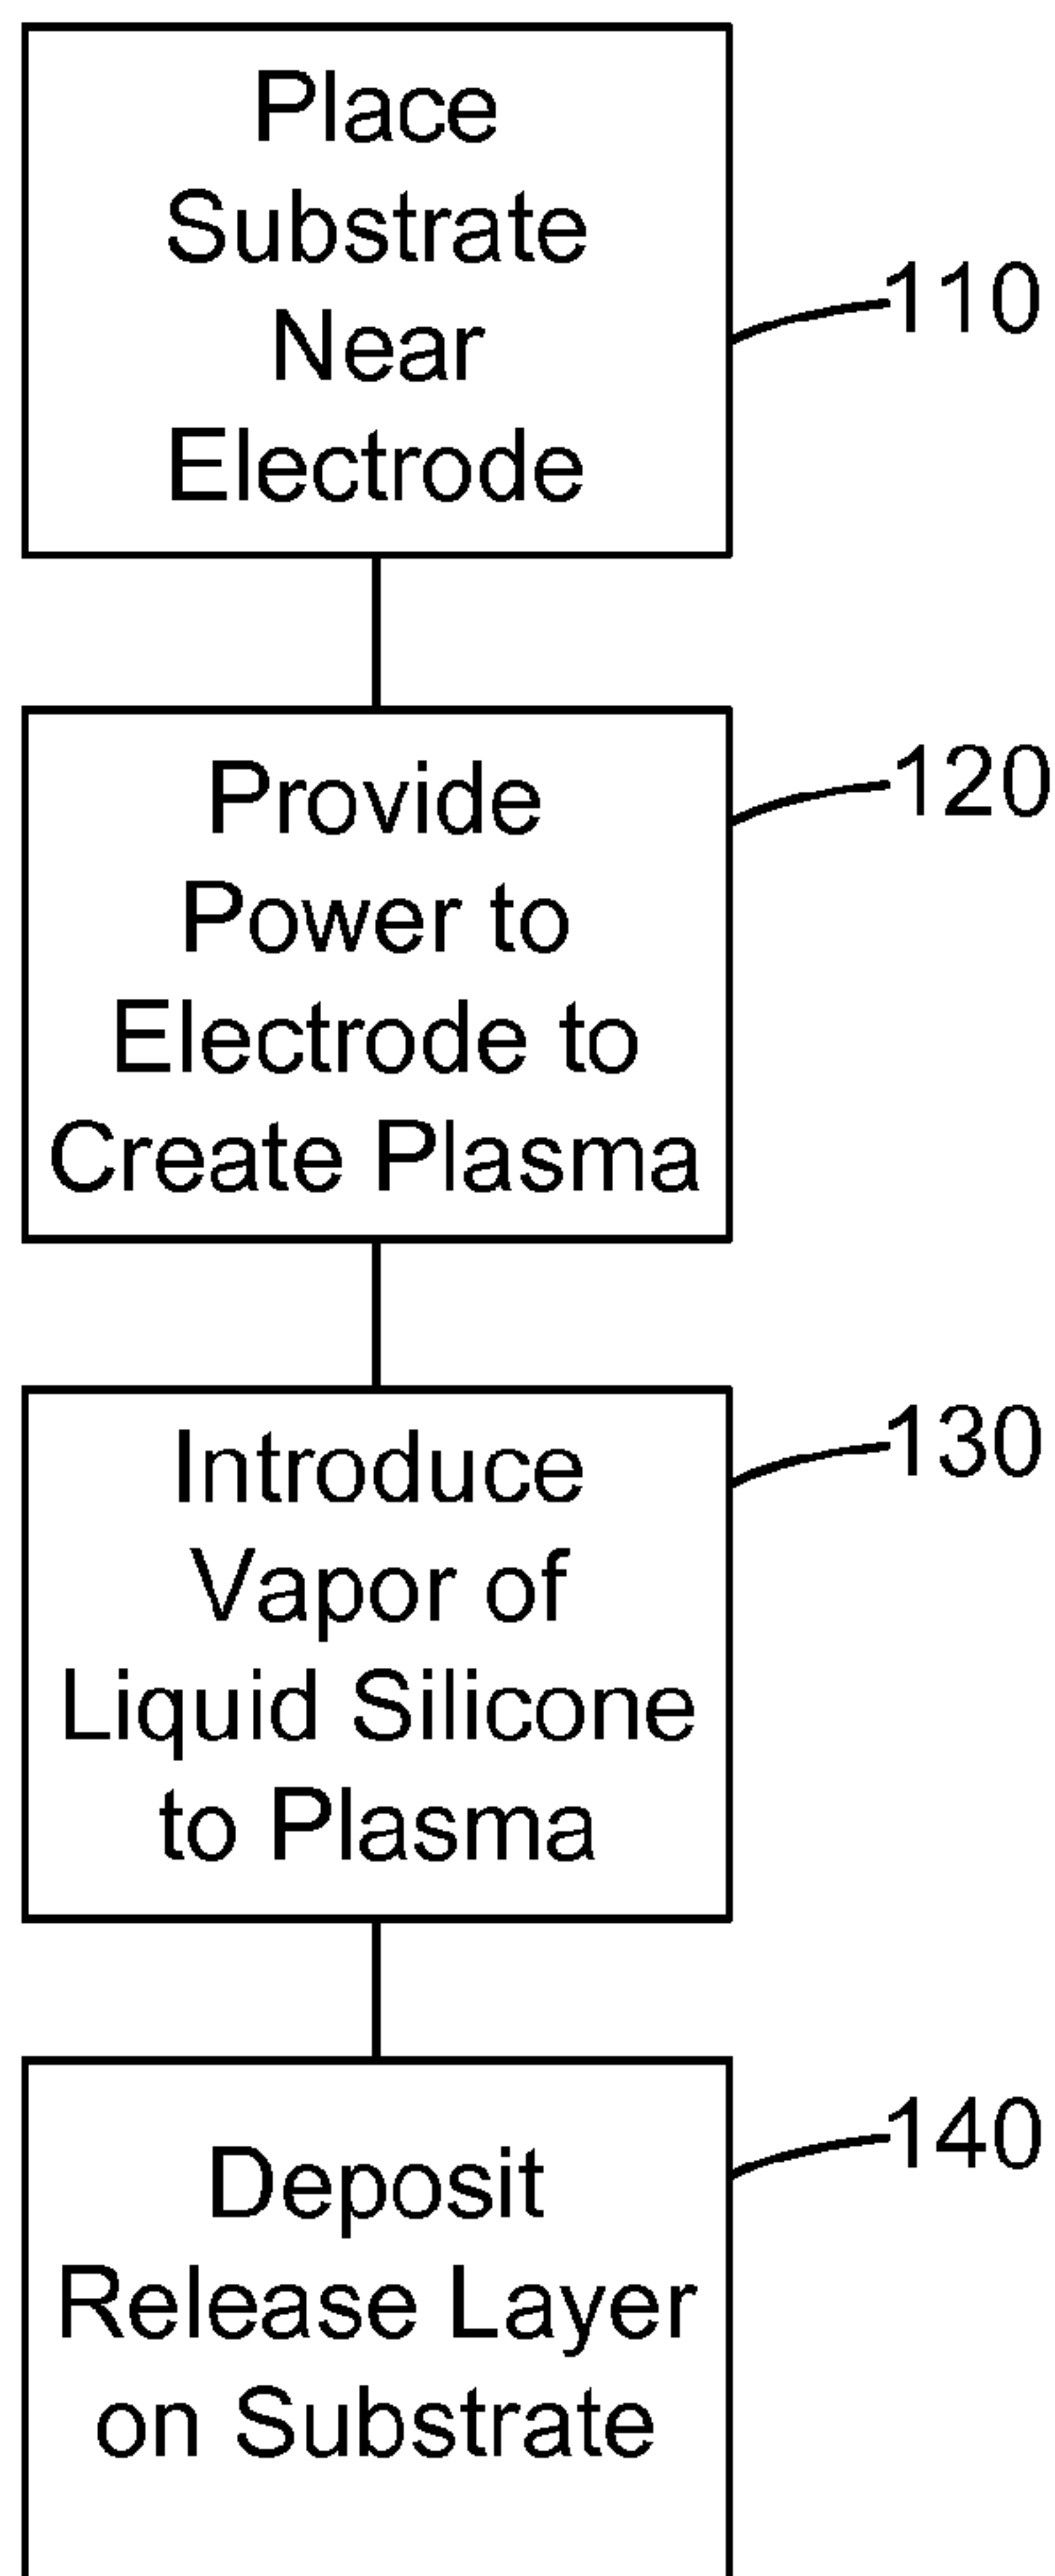 Place
Substrate
Near
Electrode
110
Provide
Power to
Electrode to
Create Plasma
120
Introduce
Vapor of
Liquid Silicone
to Plasma
130
Deposit
Release Layer
on Substrate
140